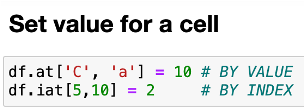 Set value for a cell
df.at['C', 'a'] = 10 # BY VALUE
df.iat[5,10] = 2     # BY INDEX